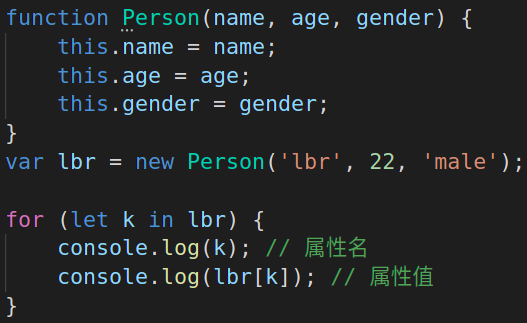 function Person(name, age, gender) {
    this.name = name;
    this.age = age;
    this.gender = gender;
}
var lbr = new Person('lbr', 22, 'male');
for (let k in lbr) {
    console.log(k); // 属性名
    console.log(lbr[k]); // 属性值
}